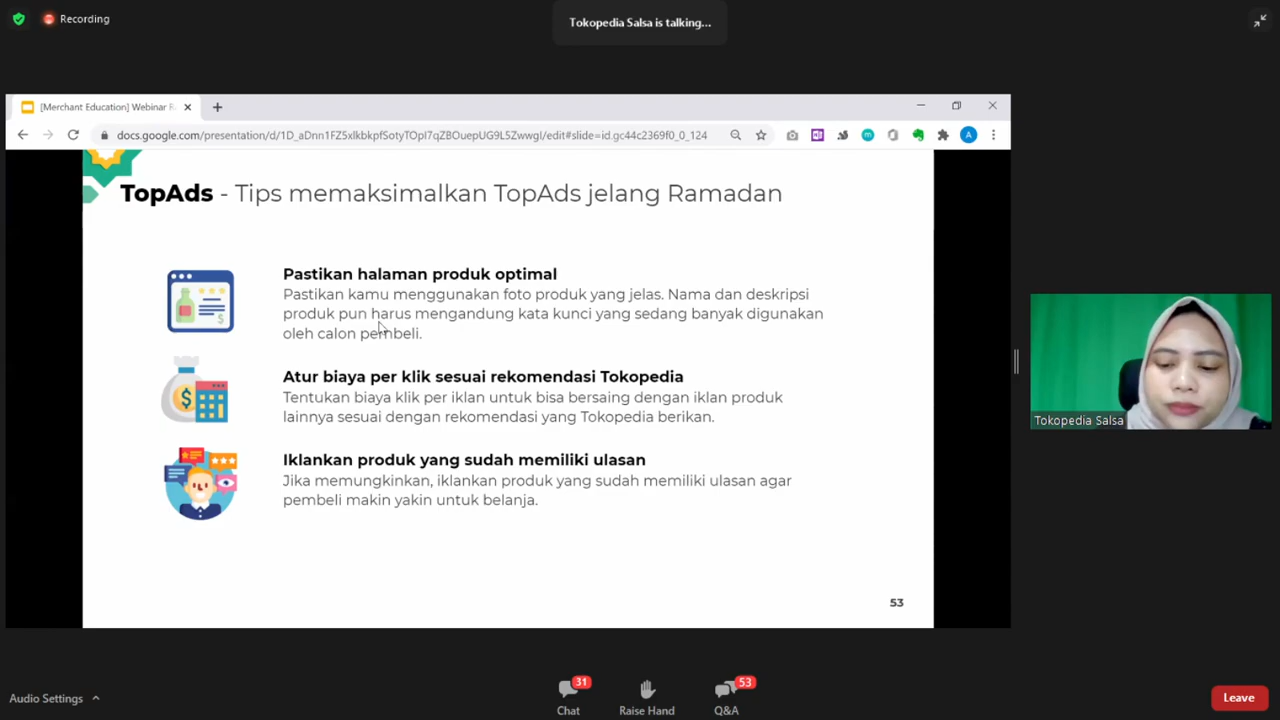 Recording
Tokopedia Salsa is talking...
[Merchant Education] Webinar R
docs.google.com/presentation/d/1D_aDnn1FZ5xlkbkpfSotyTOpI7qZBOuepUG9L5Zwwgl/edit#slide=id.gc44c2369f0_0_124
A
TopAds - Tips memaksimalkan TopAds jelang Ramadan
Pastikan halaman produk optimal
Pastikan kamu menggunakan foto produk yang jelas. Nama dan deskripsi
produk pun harus mengandung kata kunci yang sedang banyak digunakan
oleh calon pembeli.
Atur biaya per klik sesuai rekomendasi Tokopedia
Tentukan biaya klik per iklan untuk bisa bersaing dengan iklan produk
lainnya sesuai dengan rekomendasi yang Tokopedia berikan.
Iklankan produk yang sudah memiliki ulasan
Jika memungkinkan, iklankan produk yang sudah memiliki ulasan agar
pembeli makin yakin untuk belanja.
53
Tokopedia Salsa
Audio Settings
31
Chat
Raise Hand
53
Q&A
Leave